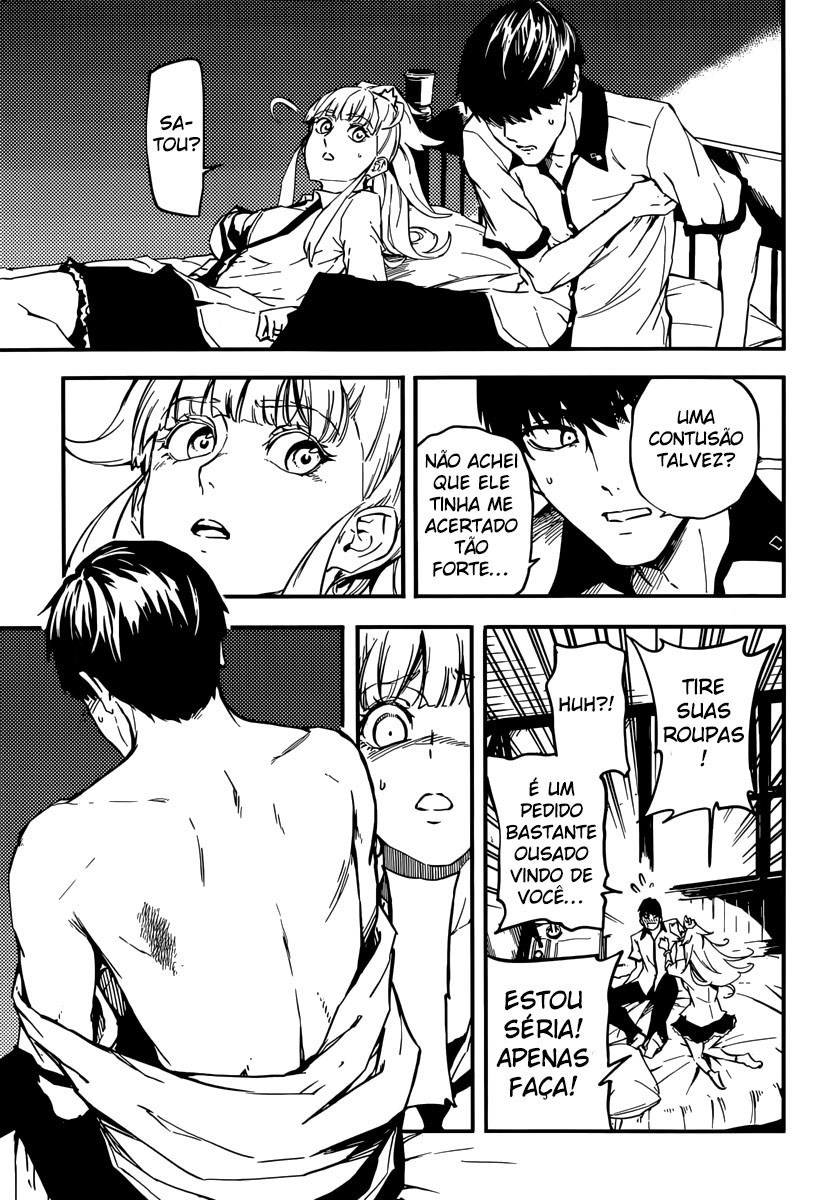 SA-
TOU?
UMA
CONTUSÃO
TALVEZ?
NÃO ACHEI
QUE ELE
TINHA ME
ACERTADO
TÃO
FORTE...
TIRE
SUAS
ROUPAS
!
HUH?!
É UM
PEDIDO
BASTANTE
OUSADO
VINDO DE
VOCÊ...
ESTOU
SÉRIA!
APENAS
FAÇA!